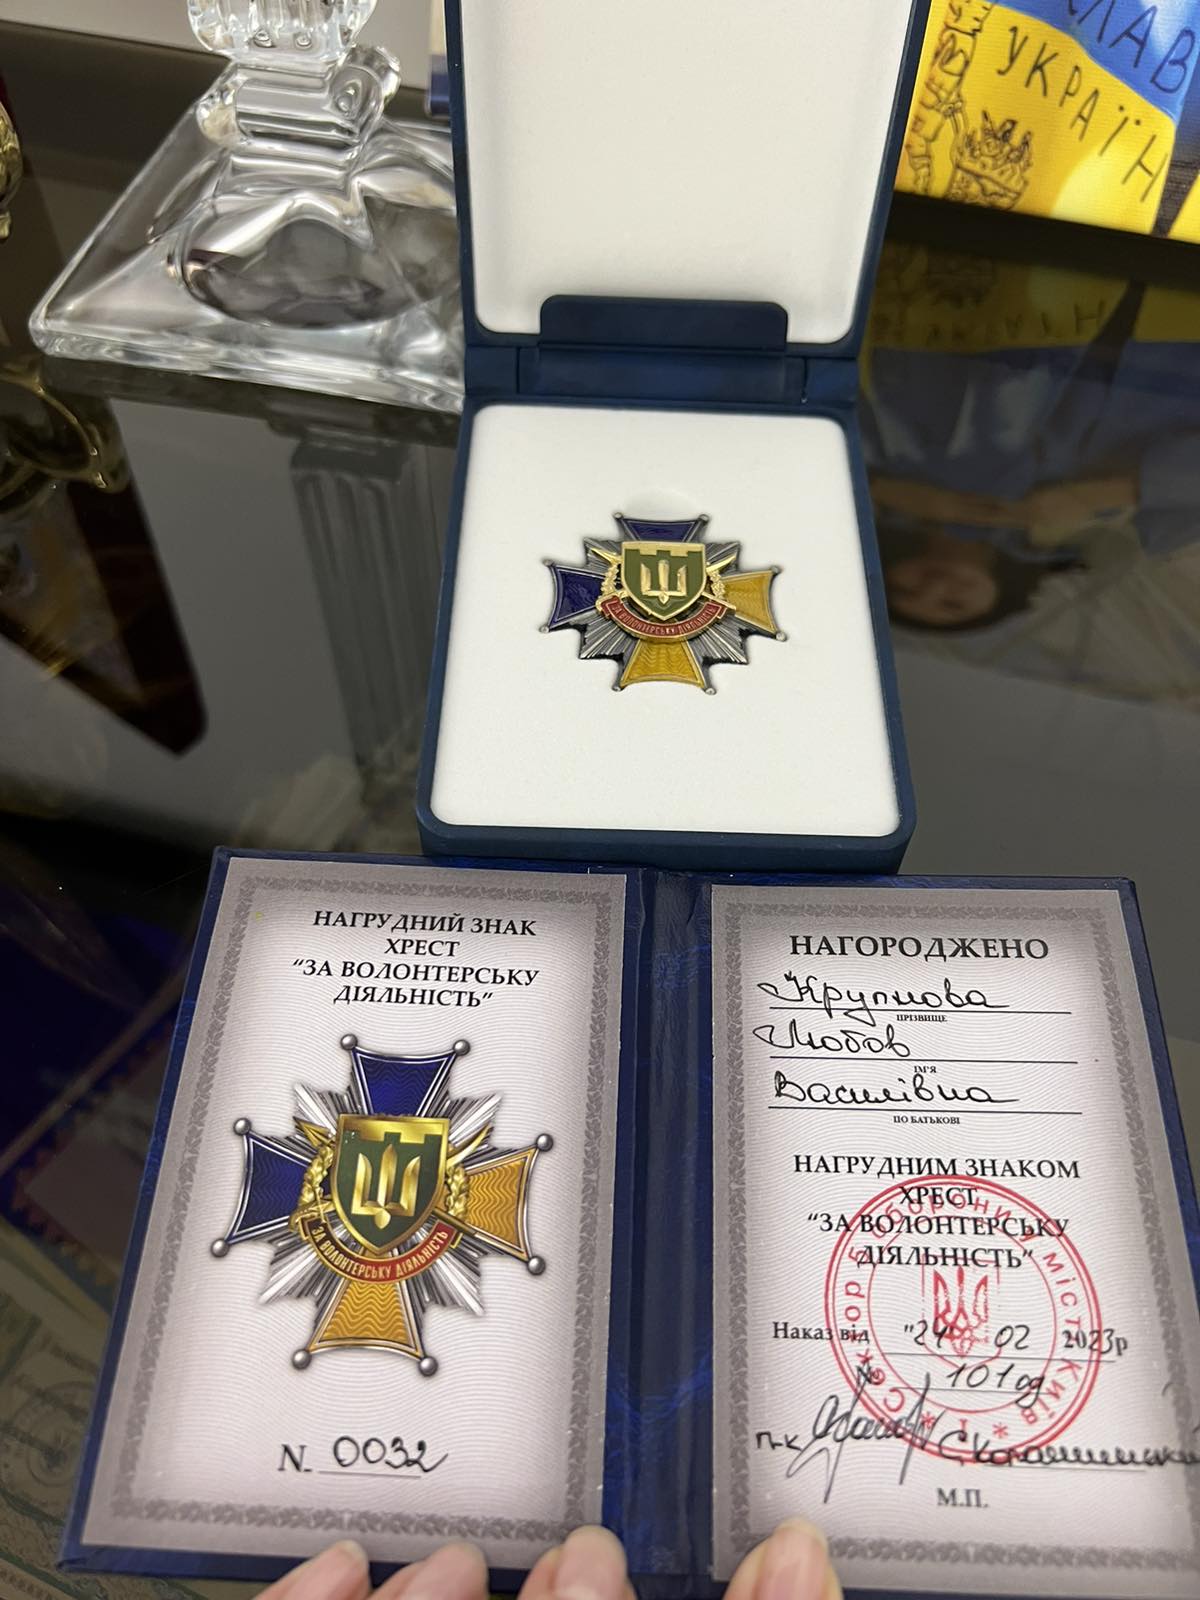 УКРАЇН
ЗА ВОЛОНТЕРСЬКУ ДІЯЛЬНІСТЬ
НАГРУДНИЙ ЗНАК
ХРЕСТ
“ЗА ВОЛОНТЕРСЬКУ
ДІЯЛЬНІСТЬ”
ЗА ВОЛОНТЕРСЬКУ ДІЯЛЬНІСТЬ
N. 0032
НАГОРОДЖЕНО
Крупнова
ПРІЗВИЩЕ
Любов
ІМ'Я
Василівна
ПО БАТЬКОВІ
НАГРУДНИМ ЗНАКОМ
ХРЕСТ
“ЗА ВОЛОНТЕРСЬКУ
ДІЯЛЬНІСТЬ”
Наказ від "24" 02 2023р
№ 101од
п-к
М.П.